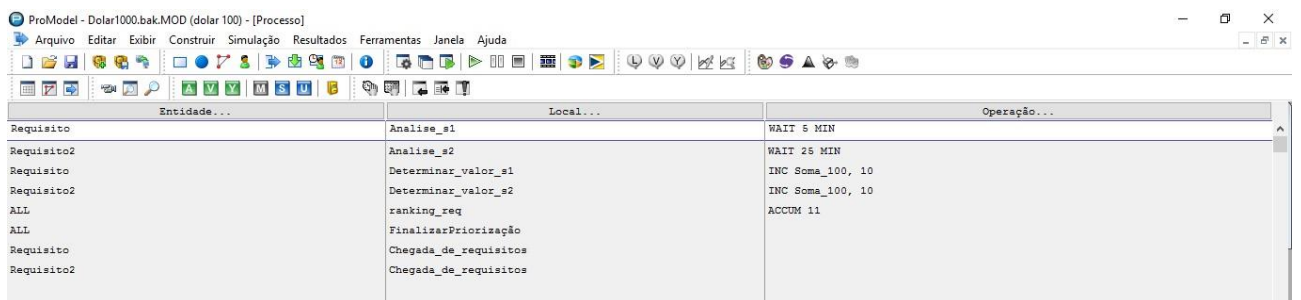 ProModel - Dolar1000.bak.MOD (dolar 100) - [Processo]
Arquivo Editar Exibir Construir Simulação Resultados Ferramentas Janela Ajuda
Entidade... Local... Operação...
Requisito Analise_s1 WAIT 5 MIN
Requisito2 Analise_s2 WAIT 25 MIN
Requisito Determinar_valor_s1 INC Soma_100, 10
Requisito2 Determinar_valor_s2 INC Soma_100, 10
ALL ranking_req ACCUM 11
ALL FinalizarPriorização
Requisito Chegada_de_requisitos
Requisito2 Chegada_de_requisitos